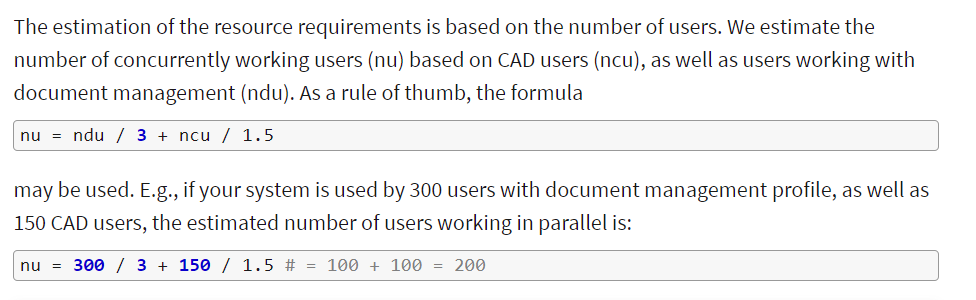 The estimation of the resource requirements is based on the number of users. We estimate the
number of concurrently working users (nu) based on CAD users (ncu), as well as users working with
document management (ndu). As a rule of thumb, the formula
nu = ndu / 3 + ncu / 1.5
may be used. E.g., if your system is used by 300 users with document management profile, as well as
150 CAD users, the estimated number of users working in parallel is:
nu = 300 / 3 + 150 / 1.5 # = 100 + 100 = 200